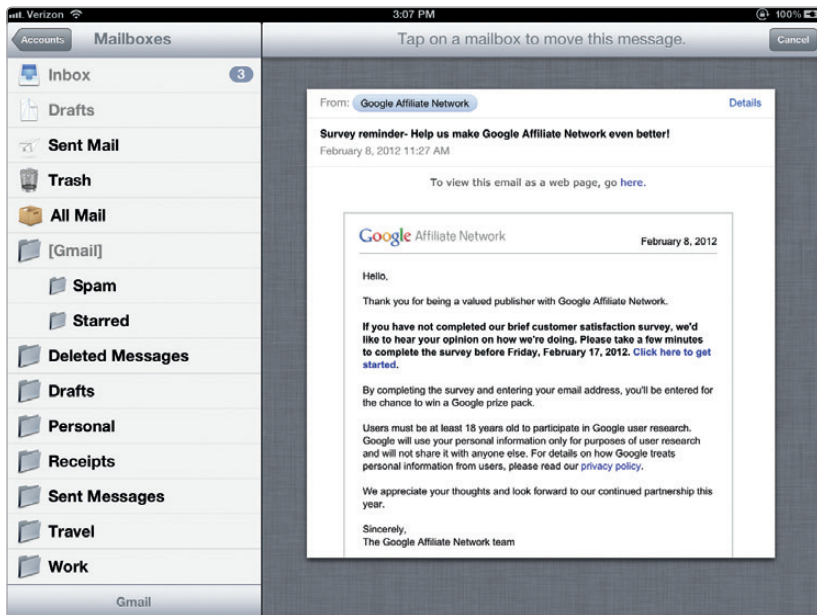 Verizon 3:07 PM 100%
Accounts Mailboxes Tap on a mailbox to move this message. Cancel
Inbox 3
Drafts
Sent Mail
Trash
All Mail
[Gmail]
Spam
Starred
Deleted Messages
Drafts
Personal
Receipts
Sent Messages
Travel
Work
Gmail
From: Google Affiliate Network Details
Survey reminder- Help us make Google Affiliate Network even better!
February 8, 2012 11:27 AM
To view this email as a web page, go here.
Google Affiliate Network February 8, 2012
Hello,
Thank you for being a valued publisher with Google Affiliate Network.
If you have not completed our brief customer satisfaction survey, we'd
like to hear your opinion on how we're doing. Please take a few minutes
to complete the survey before Friday, February 17, 2012. Click here to get
started.
By completing the survey and entering your email address, you'll be entered for
the chance to win a Google prize pack.
Users must be at least 18 years old to participate in Google user research.
Google will use your personal information only for purposes of user research
and will not share it with anyone else. For details on how Google treats
personal information from users, please read our privacy policy.
We appreciate your thoughts and look forward to our continued partnership this
year.
Sincerely,
The Google Affiliate Network team